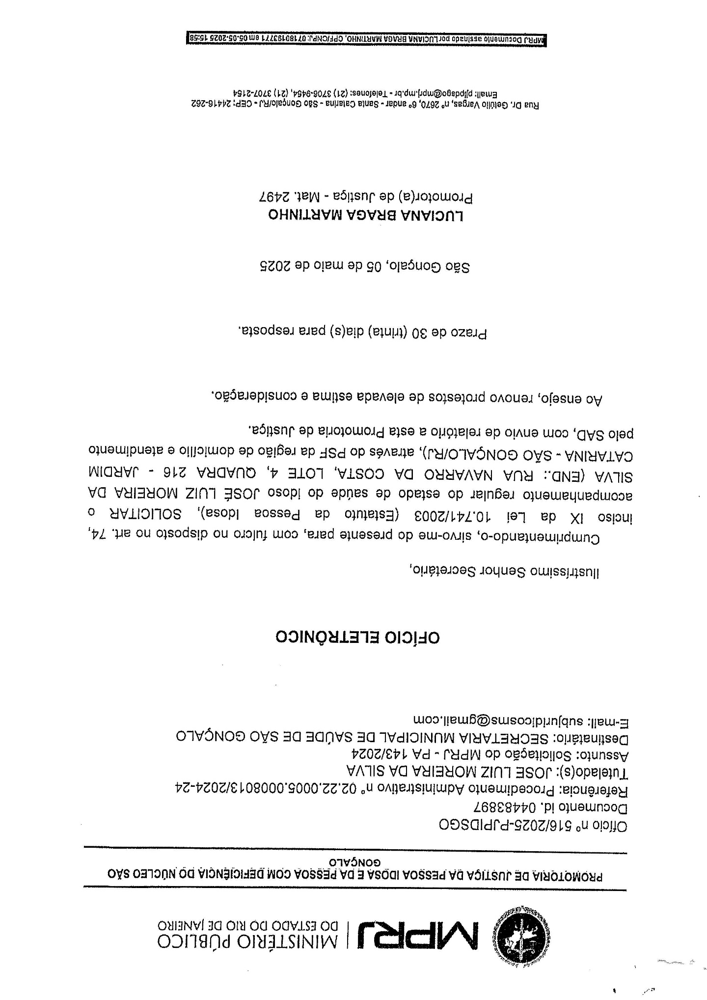 MPRJ | MINISTÉRIO PÚBLICO
DO ESTADO DO RIO DE JANEIRO
PROMOTORIA DE JUSTIÇA DA PESSOA IDOSA E DA PESSOA COM DEFICIÊNCIA DO NÚCLEO SÃO
GONÇALO
Ofício nº 516/2025-PJPIDSGO
Documento id. 04483897
Referência: Procedimento Administrativo nº 02.22.0005.0008013/2024-24
Tutelado(s): JOSE LUIZ MOREIRA DA SILVA
Assunto: Solicitação do MPRJ - PA 143/2024
Destinatário: SECRETARIA MUNICIPAL DE SAÚDE DE SÃO GONÇALO
E-mail: subjuridicosms@gmail.com
OFÍCIO ELETRÔNICO
Ilustríssimo Senhor Secretário,
Cumprimentando-o, sirvo-me do presente para, com fulcro no disposto no art. 74,
inciso IX da Lei 10.741/2003 (Estatuto da Pessoa Idosa), SOLICITAR o
acompanhamento regular do estado de saúde do idoso JOSÉ LUIZ MOREIRA DA
SILVA (END.: RUA NAVARRO DA COSTA, LOTE 4, QUADRA 216 - JARDIM
CATARINA - SÃO GONÇALO/RJ), através do PSF da região de domicílio e atendimento
pelo SAD, com envio de relatório a esta Promotoria de Justiça.
Ao ensejo, renovo protestos de elevada estima e consideração.
Prazo de 30 (trinta) dia(s) para resposta.
São Gonçalo, 05 de maio de 2025
LUCIANA BRAGA MARTINHO
Promotor(a) de Justiça - Mat. 2497
Rua Dr. Getúlio Vargas, nº 2670, 6º andar - Santa Catarina - São Gonçalo/RJ - CEP: 24416-262
Email: pjipdsgo@mprj.mp.br - Telefones: (21) 3706-9454, (21) 3707-2154
MPRJ Documento assinado por LUCIANA BRAGA MARTINHO, CPF/CNPJ: 07180193771 em 05-05-2025 15:58